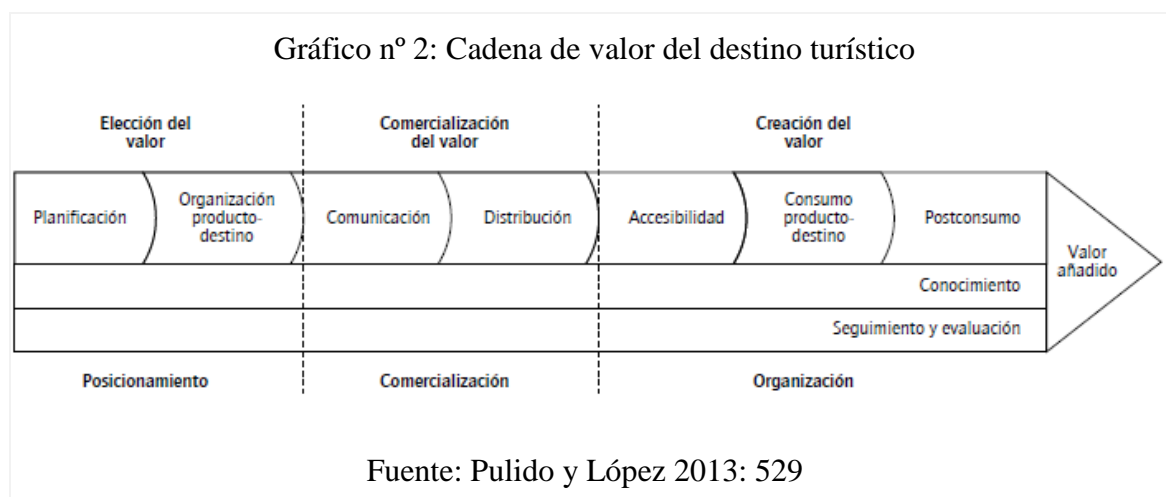 Gráfico nº 2: Cadena de valor del destino turístico
Elección del
valor
Comercialización
del valor
Creación del
valor
Planificación
Organización
producto-
destino
Comunicación
Distribución
Accesibilidad
Consumo
producto-
destino
Postconsumo
Valor
añadido
Conocimiento
Seguimiento y evaluación
Posicionamiento
Comercialización
Organización
Fuente: Pulido y López 2013: 529